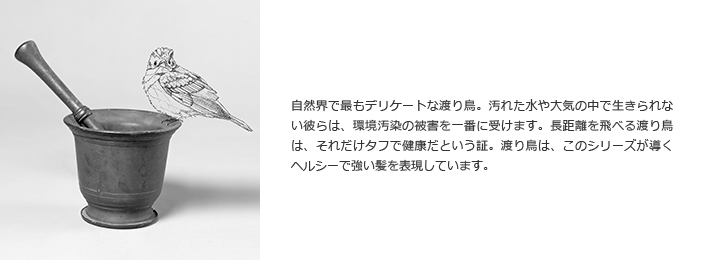 自然界で最もデリケートな渡り鳥。汚れた水や大気の中で生きられな
い彼らは、環境汚染の被害を一番に受けます。長距離を飛べる渡り鳥
は、それだけタフで健康だという証。渡り鳥は、このシリーズが導く
ヘルシーで強い髪を表現しています。